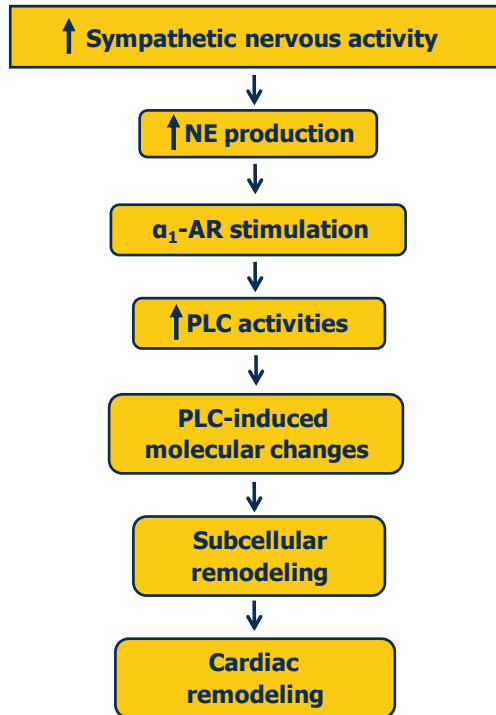 ↑ Sympathetic nervous activity
↑ NE production
α₁-AR stimulation
↑ PLC activities
PLC-induced
molecular changes
Subcellular
remodeling
Cardiac
remodeling